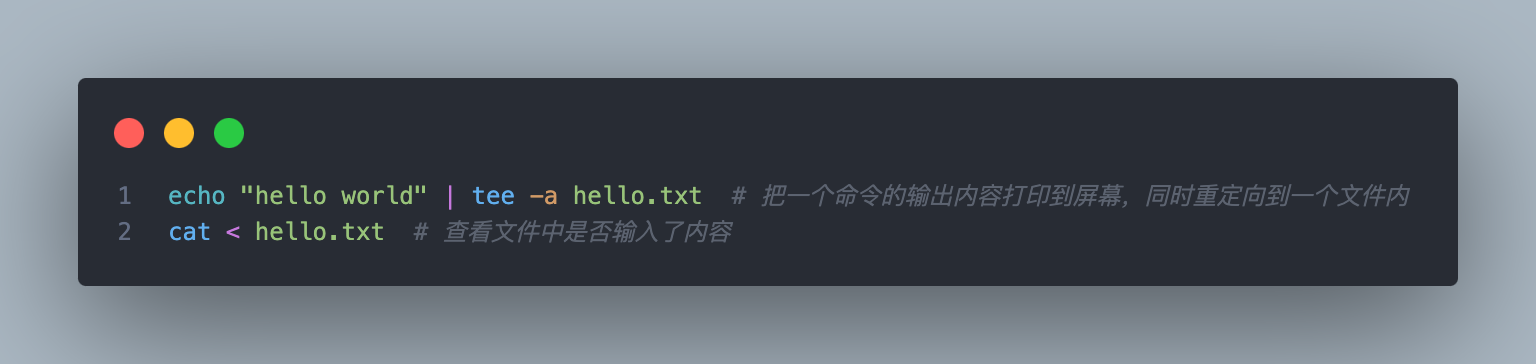 1 echo "hello world" | tee -a hello.txt # 把一个命令的输出内容打印到屏幕，同时重定向到一个文件内
2 cat < hello.txt # 查看文件中是否输入了内容